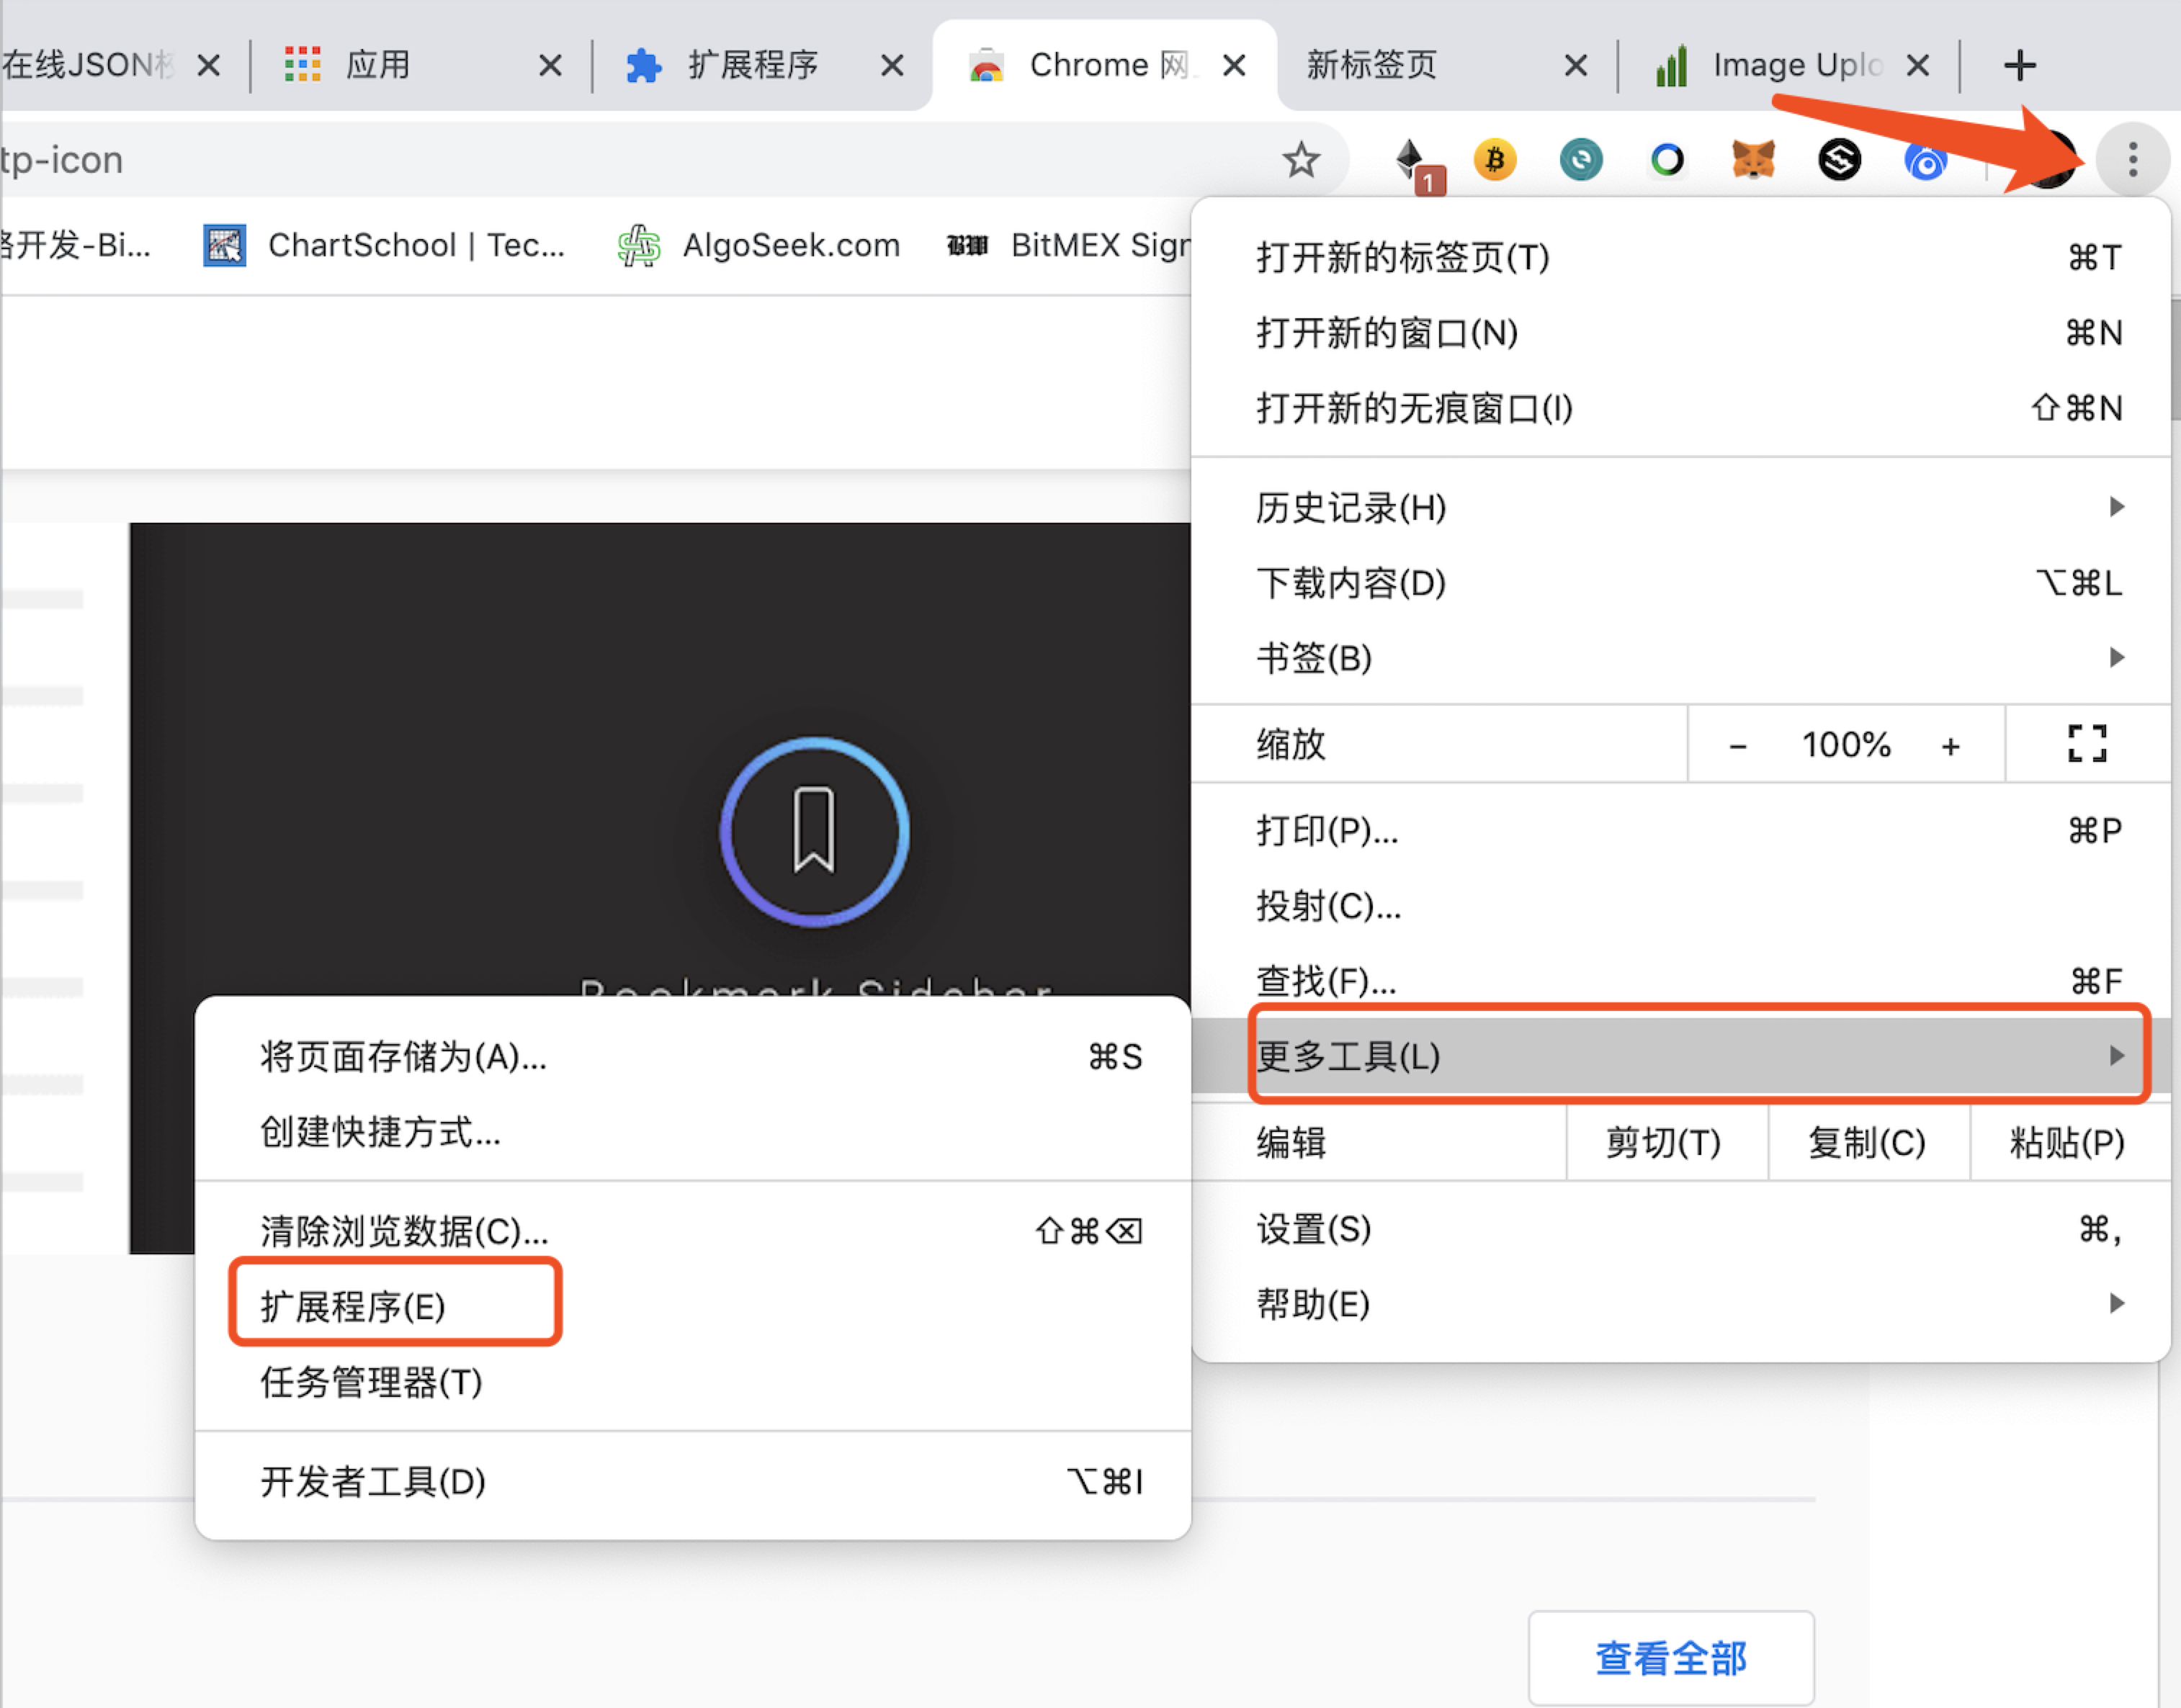 在线JSON
应用
扩展程序
Chrome 网
新标签页
Image Uplo
tp-icon
1
开发-Bi...
ChartSchool | Tec...
AlgoSeek.com
BitMEX Sign
打开新的标签页(T) ⌘T
打开新的窗口(N) ⌘N
打开新的无痕窗口(I) ⇧⌘N
历史记录(H)
下载内容(D) ⌥⌘L
书签(B)
缩放 − 100% +
打印(P)... ⌘P
投射(C)...
查找(F)... ⌘F
更多工具(L)
编辑 剪切(T) 复制(C) 粘贴(P)
设置(S) ⌘,
帮助(E)
Bookmark Sidebar
将页面存储为(A)... ⌘S
创建快捷方式...
清除浏览数据(C)... ⇧⌘⌫
扩展程序(E)
任务管理器(T)
开发者工具(D) ⌥⌘I
查看全部